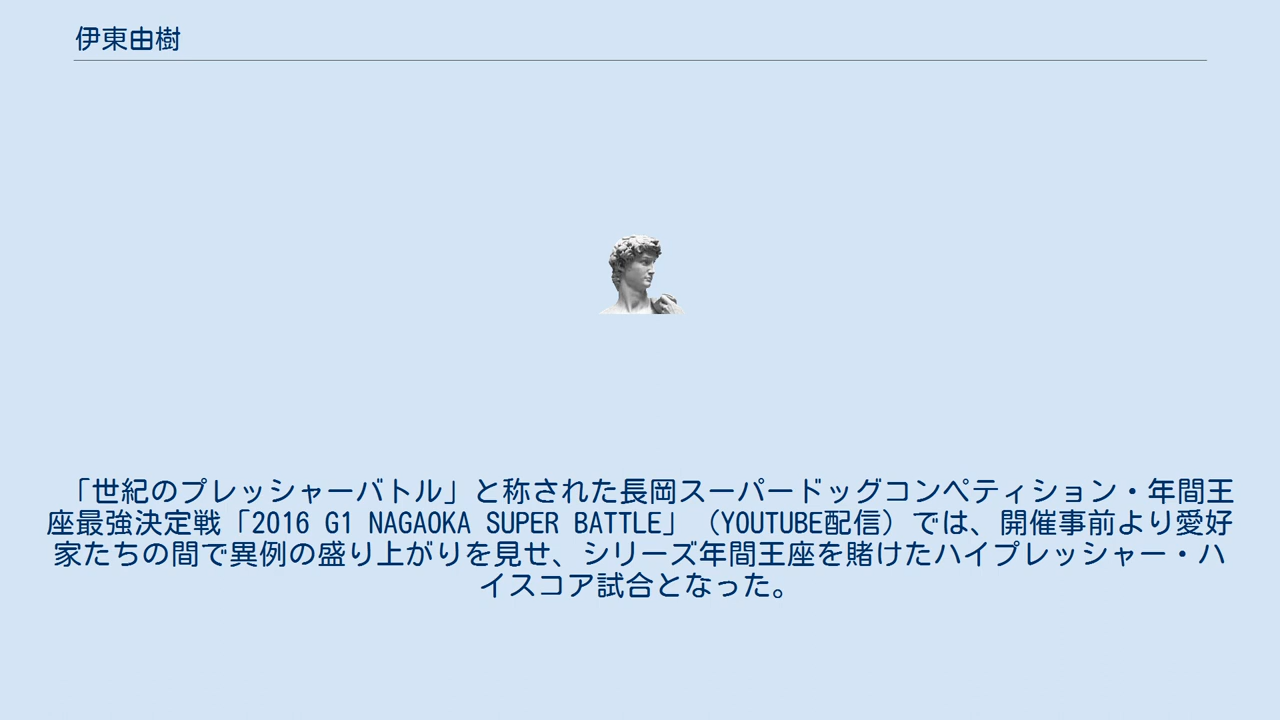 伊東由樹
「世紀のプレッシャーバトル」と称された長岡スーパードッグコンペティション・年間王
座最強決定戦「2016 G1 NAGAOKA SUPER BATTLE」（YOUTUBE配信）では、開催事前より愛好
家たちの間で異例の盛り上がりを見せ、シリーズ年間王座を賭けたハイプレッシャー・ハ
イスコア試合となった。